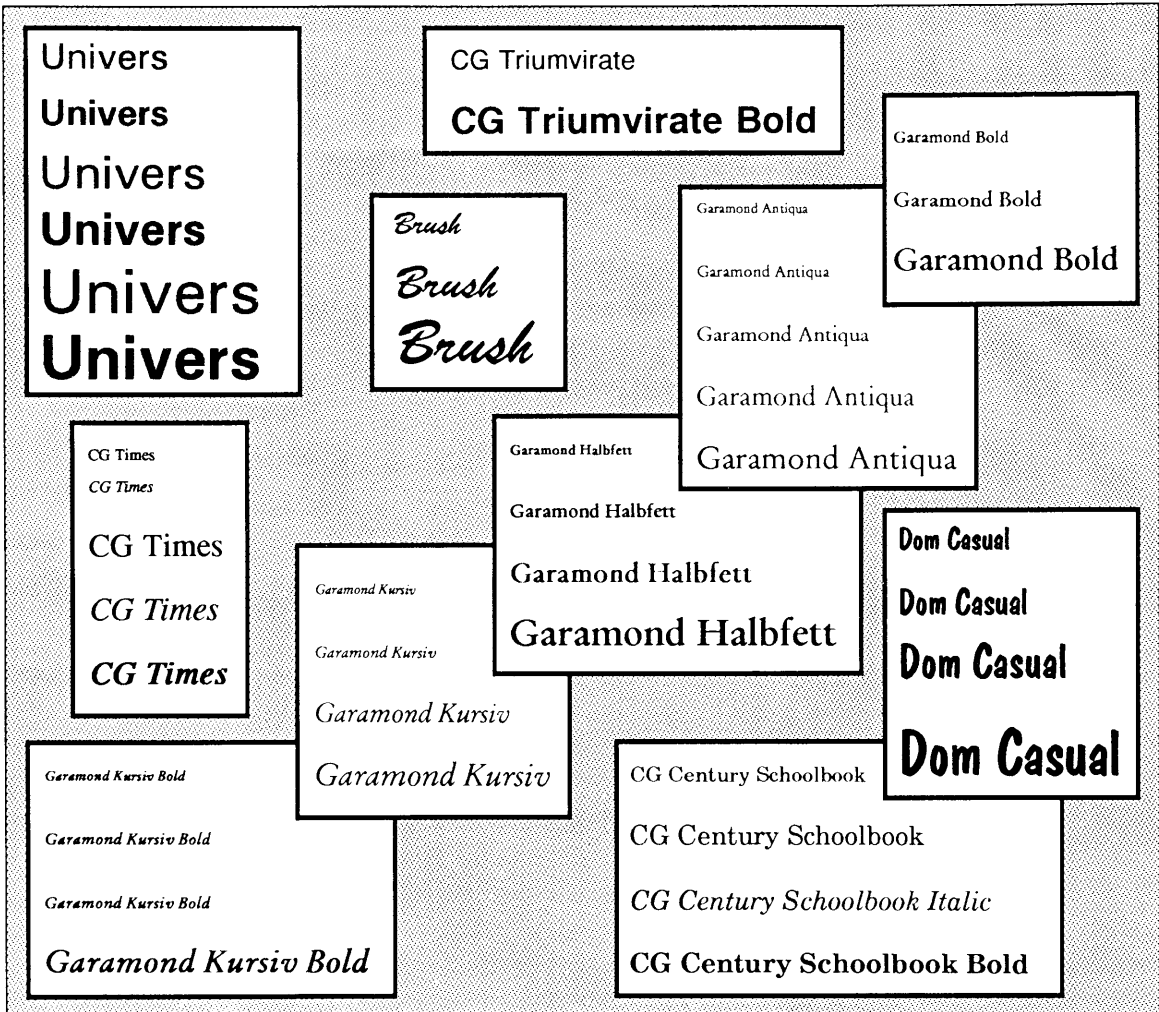 Univers
Univers
Univers
Univers
Univers
Univers
CG Triumvirate
CG Triumvirate Bold
Garamond Bold
Garamond Bold
Garamond Bold
Brush
Brush
Brush
Garamond Antiqua
Garamond Antiqua
Garamond Antiqua
Garamond Antiqua
Garamond Antiqua
CG Times
CG Times
CG Times
CG Times
CG Times
Garamond Halbfett
Garamond Halbfett
Garamond Halbfett
Garamond Halbfett
Dom Casual
Dom Casual
Dom Casual
Dom Casual
Garamond Kursiv
Garamond Kursiv
Garamond Kursiv
Garamond Kursiv
Garamond Kursiv Bold
Garamond Kursiv Bold
Garamond Kursiv Bold
Garamond Kursiv Bold
CG Century Schoolbook
CG Century Schoolbook
CG Century Schoolbook Italic
CG Century Schoolbook Bold